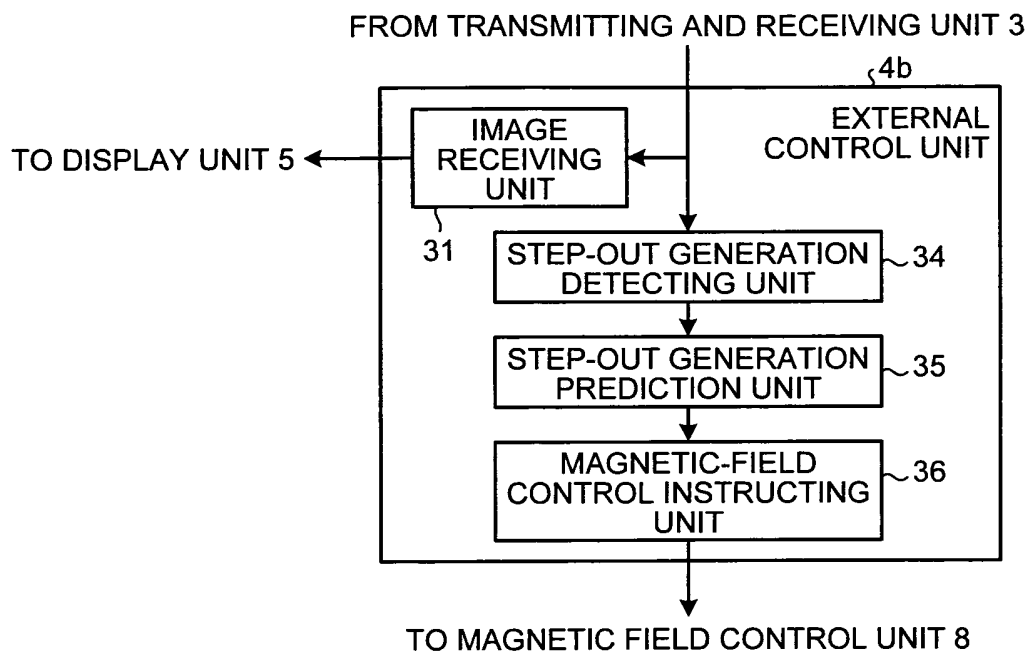 FROM TRANSMITTING AND RECEIVING UNIT 3
4b
EXTERNAL
CONTROL UNIT
IMAGE
RECEIVING
UNIT
TO DISPLAY UNIT 5
31
STEP-OUT GENERATION
DETECTING UNIT
34
STEP-OUT GENERATION
PREDICTION UNIT
35
MAGNETIC-FIELD
CONTROL INSTRUCTING
UNIT
36
TO MAGNETIC FIELD CONTROL UNIT 8